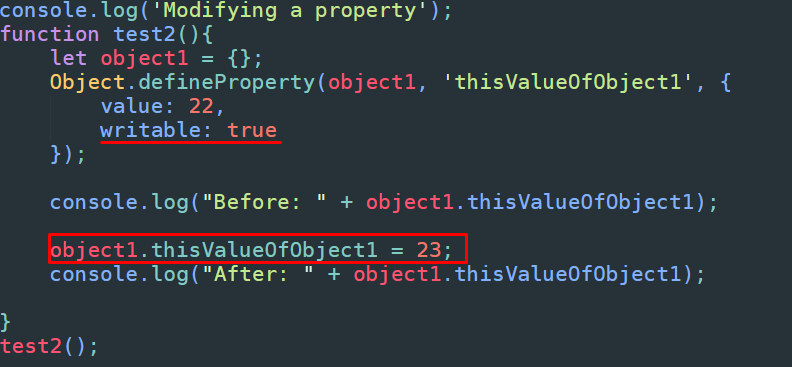 console.log('Modifying a property');
function test2(){
    let object1 = {};
    Object.defineProperty(object1, 'thisValueOfObject1', {
        value: 22,
        writable: true
    });
    console.log("Before: " + object1.thisValueOfObject1);
    object1.thisValueOfObject1 = 23;
    console.log("After: " + object1.thisValueOfObject1);
}
test2();